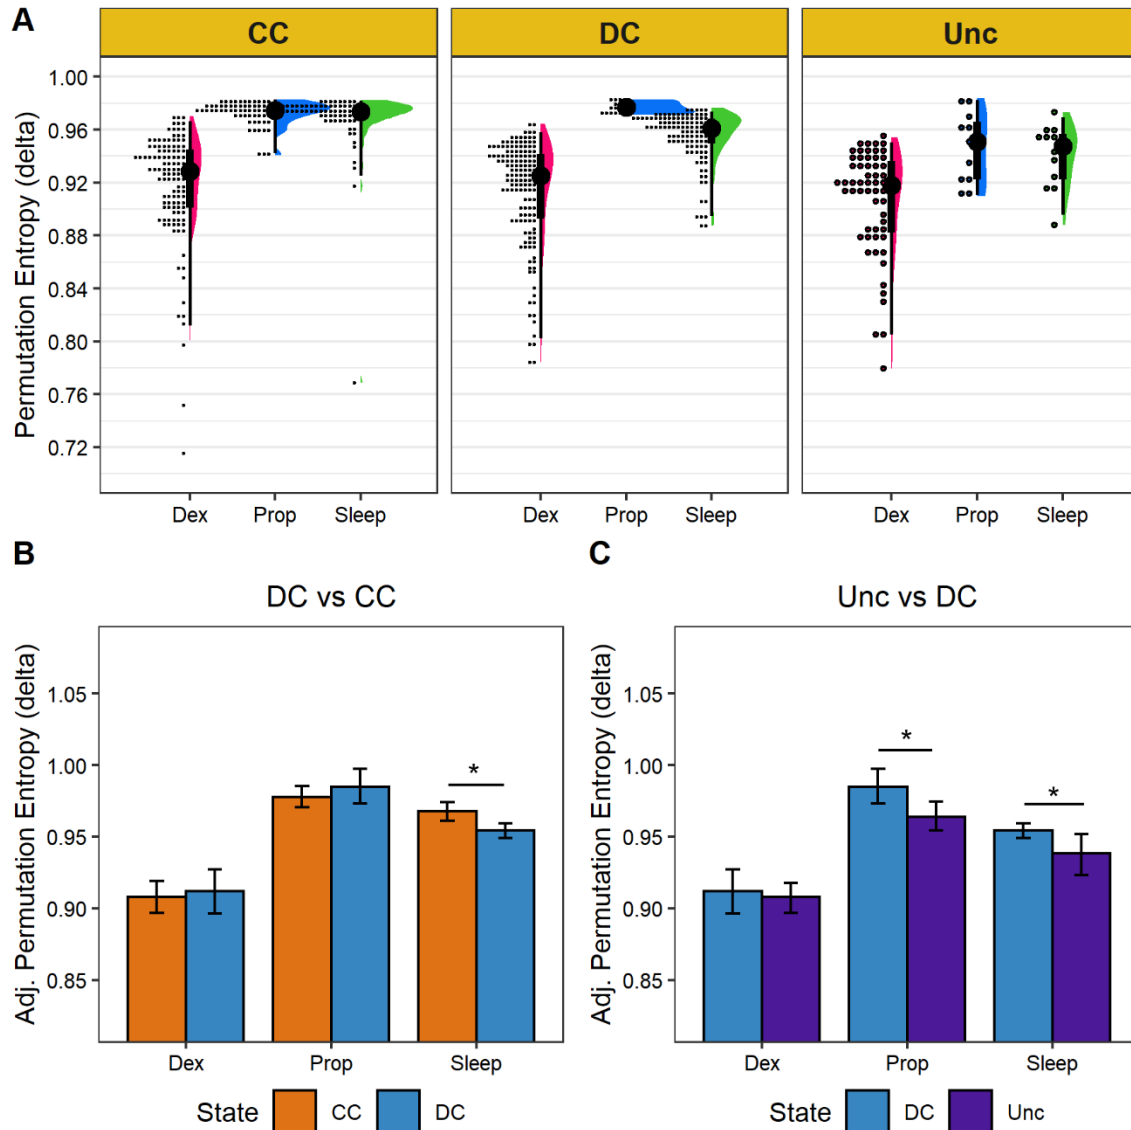 A
CC DC Unc
Permutation Entropy (delta)
1.00
0.96
0.92
0.88
0.84
0.80
0.76
0.72
Dex Prop Sleep Dex Prop Sleep Dex Prop Sleep
B C
DC vs CC Unc vs DC
Adj. Permutation Entropy (delta)
1.05
1.00
0.95
0.90
0.85
*
Dex Prop Sleep
State CC DC
Adj. Permutation Entropy (delta)
1.05
1.00
0.95
0.90
0.85
* *
Dex Prop Sleep
State DC Unc